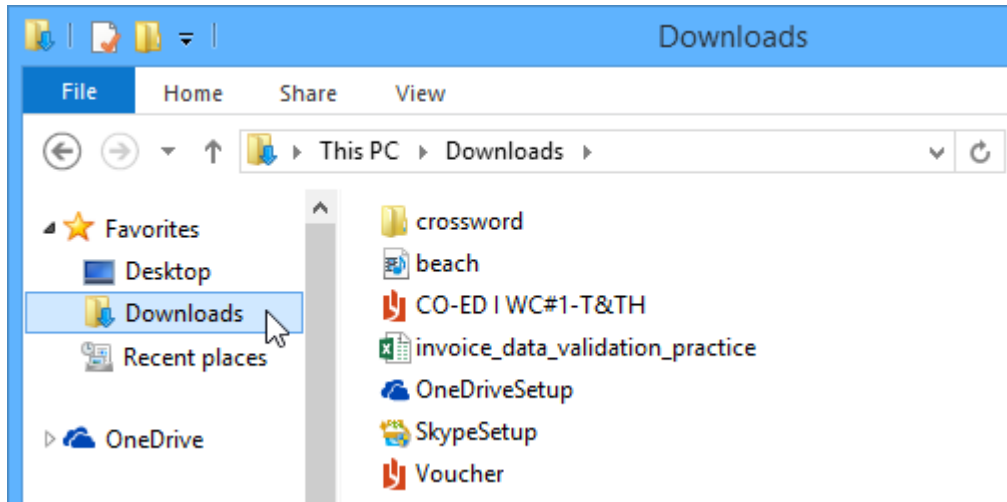 Downloads
File Home Share View
This PC Downloads
Favorites
Desktop
Downloads
Recent places
OneDrive
crossword
beach
CO-ED I WC#1-T&TH
invoice_data_validation_practice
OneDriveSetup
SkypeSetup
Voucher